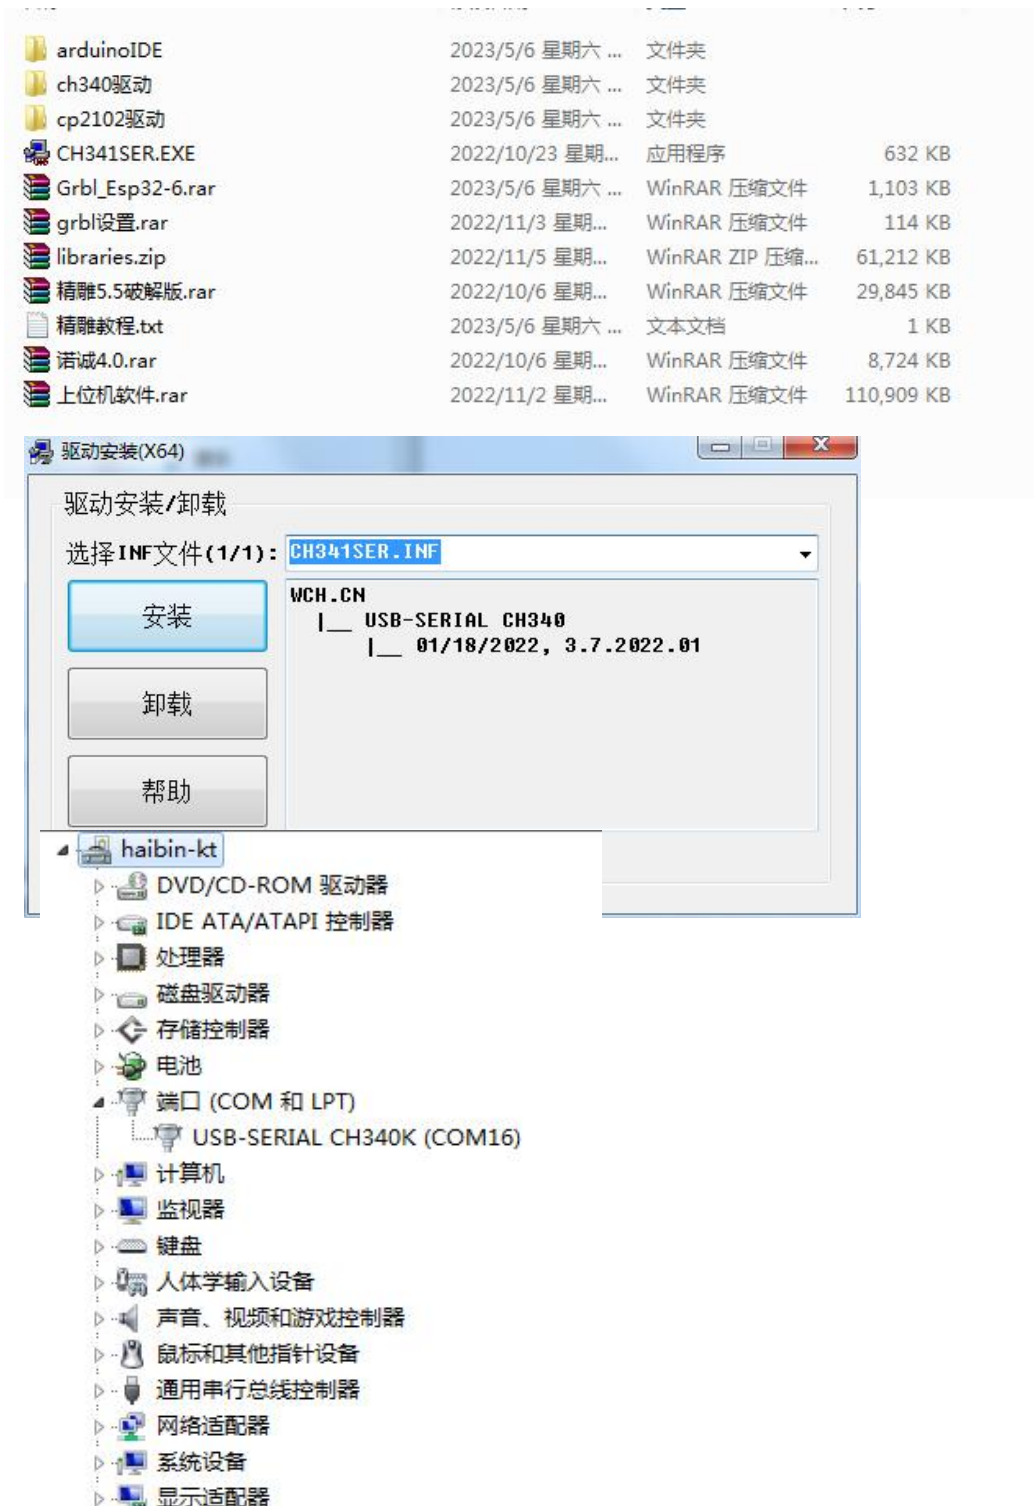 arduinoIDE 2023/5/6 星期六 ... 文件夹
ch340驱动 2023/5/6 星期六 ... 文件夹
cp2102驱动 2023/5/6 星期六 ... 文件夹
CH341SER.EXE 2022/10/23 星期... 应用程序 632 KB
Grbl_Esp32-6.rar 2023/5/6 星期六 ... WinRAR 压缩文件 1,103 KB
grbl设置.rar 2022/11/3 星期... WinRAR 压缩文件 114 KB
libraries.zip 2022/11/5 星期... WinRAR ZIP 压缩... 61,212 KB
精雕5.5破解版.rar 2022/10/6 星期... WinRAR 压缩文件 29,845 KB
精雕教程.txt 2023/5/6 星期六 ... 文本文档 1 KB
诺诚4.0.rar 2022/10/6 星期... WinRAR 压缩文件 8,724 KB
上位机软件.rar 2022/11/2 星期... WinRAR 压缩文件 110,909 KB
驱动安装(X64)
驱动安装/卸载
选择INF文件(1/1): CH341SER.INF
安装
卸载
帮助
WCH.CN
|__ USB-SERIAL CH340
|__ 01/18/2022, 3.7.2022.01
haibin-kt
DVD/CD-ROM 驱动器
IDE ATA/ATAPI 控制器
处理器
磁盘驱动器
存储控制器
电池
端口 (COM 和 LPT)
USB-SERIAL CH340K (COM16)
计算机
监视器
键盘
人体学输入设备
声音、视频和游戏控制器
鼠标和其他指针设备
通用串行总线控制器
网络适配器
系统设备
显示适配器